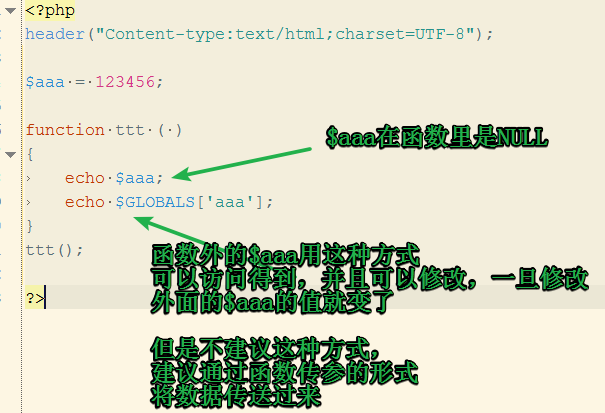 <?php
header("Content-type:text/html;charset=UTF-8");
$aaa = 123456;
function ttt ( )
$aaa在函数里是NULL
{
echo $aaa;
echo $GLOBALS['aaa'];
}
ttt();
函数外的$aaa用这种方式
可以访问得到，并且可以修改，一旦修改
外面的$aaa的值就变了
?>
但是不建议这种方式，
建议通过函数传参的形式
将数据传送过来